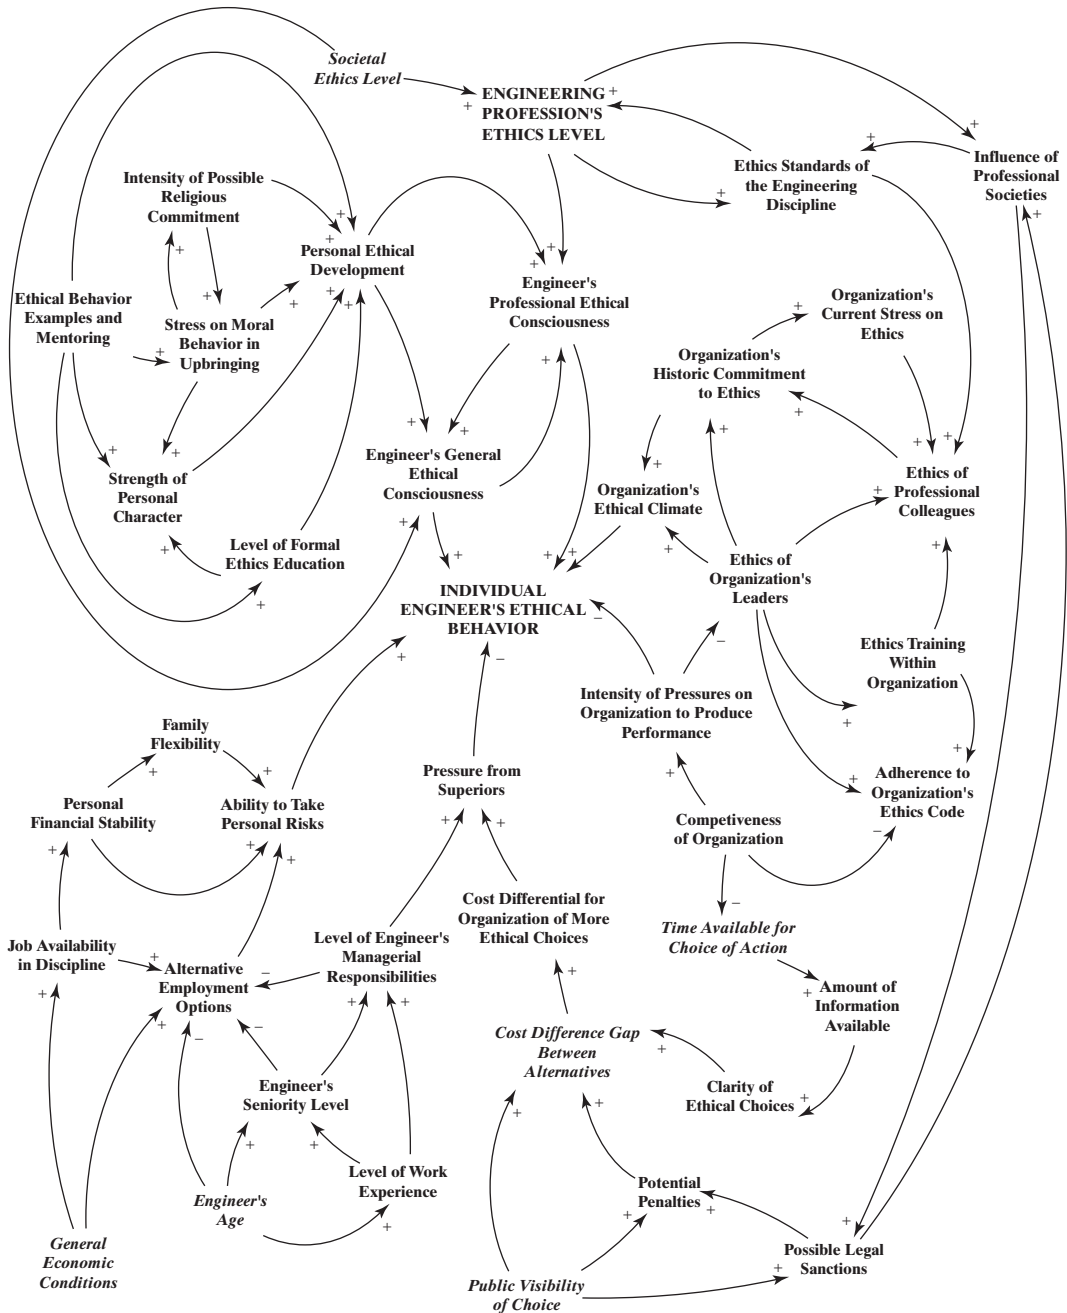 Societal
Ethics Level
ENGINEERING
PROFESSION'S
ETHICS LEVEL
+
+
+
Influence of
Professional
Societies
+
+
Ethics Standards of
the Engineering
Discipline
+
Intensity of Possible
Religious
Commitment
+
+
+
Personal Ethical
Development
+
+
+
+
+
Engineer's
Professional Ethical
Consciousness
+
Ethical Behavior
Examples and
Mentoring
+
Stress on Moral
Behavior in
Upbringing
+
+
Organization's
Current Stress on
Ethics
+
Organization's
Historic Commitment
to Ethics
+
+
+
+
+
+
+
+
+
Engineer's General
Ethical
Consciousness
+
Strength of
Personal
Character
+
+
Organization's
Ethical Climate
+
Ethics of
Professional
Colleagues
+
+
Level of Formal
Ethics Education
+
+
+
+
+
Ethics of
Organization's
Leaders
+
INDIVIDUAL
ENGINEER'S ETHICAL
BEHAVIOR
–
–
+
–
Ethics Training
Within
Organization
Intensity of Pressures on
Organization to Produce
Performance
+
+
Family
Flexibility
+
+
Pressure from
Superiors
+
+
Adherence to
Organization's
Ethics Code
+
Personal
Financial Stability
Ability to Take
Personal Risks
Competiveness
of Organization
–
+
+
+
+
+
Cost Differential for
Organization of More
Ethical Choices
–
Time Available for
Choice of Action
Job Availability
in Discipline
+
Alternative
Employment
Options
–
Level of Engineer's
Managerial
Responsibilities
+
+
+
+
–
–
+
+
Amount of
Information
Available
Cost Difference Gap
Between
Alternatives
+
Engineer's
Seniority Level
Clarity of
Ethical Choices
+
+
+
+
+
Level of Work
Experience
Engineer's
Age
+
Potential
Penalties
+
+
+
General
Economic
Conditions
Possible Legal
Sanctions
+
Public Visibility
of Choice